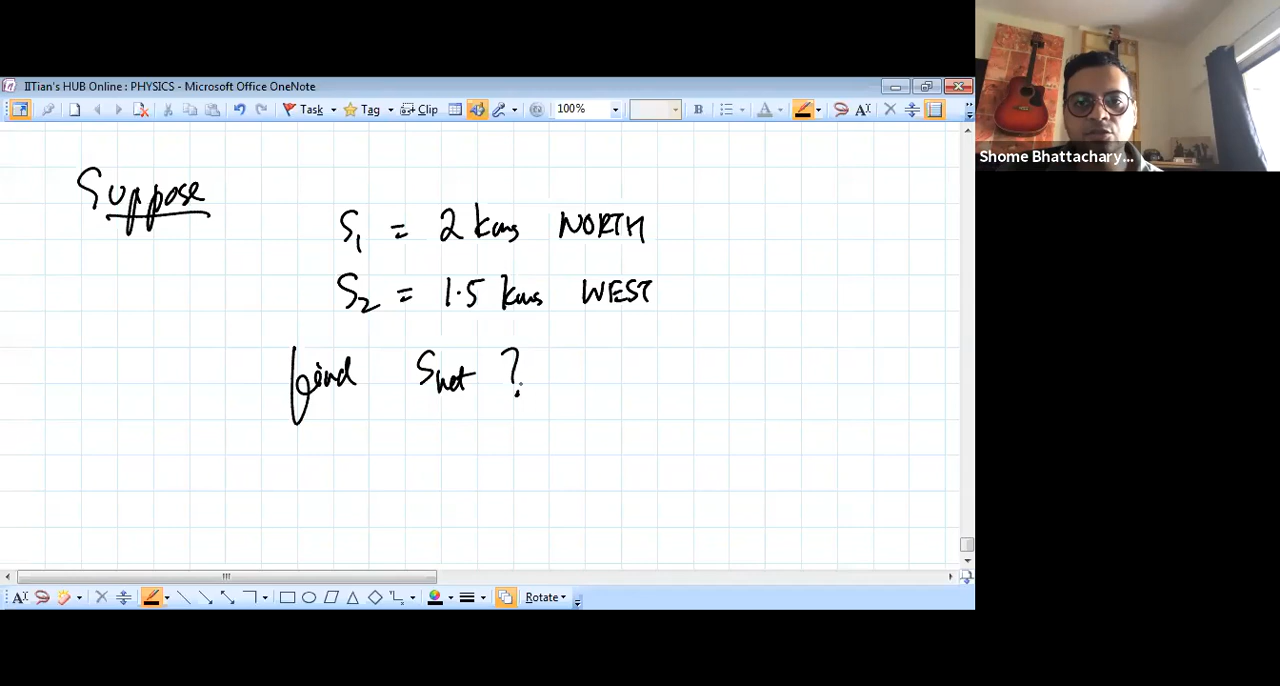 IITian's HUB Online : PHYSICS - Microsoft Office OneNote
Task Tag Clip 100% B A A
Shome Bhattachary...
Suppose
S1 = 2 kms NORTH
S2 = 1.5 kms WEST
find Snet ?
A Rotate